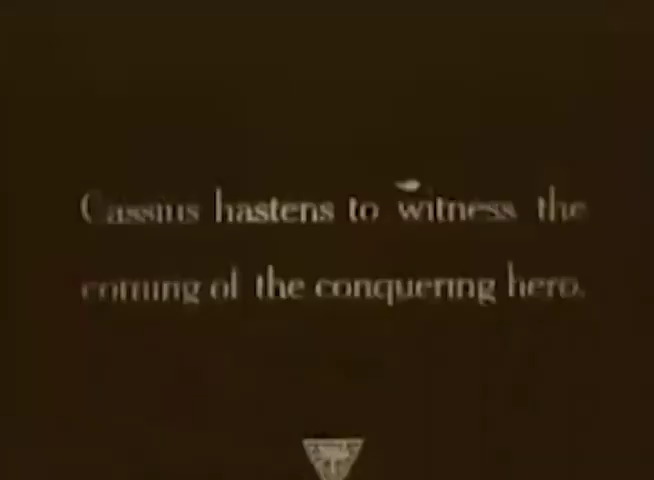 Cassius hastens to witness the
coming of the conquering hero.